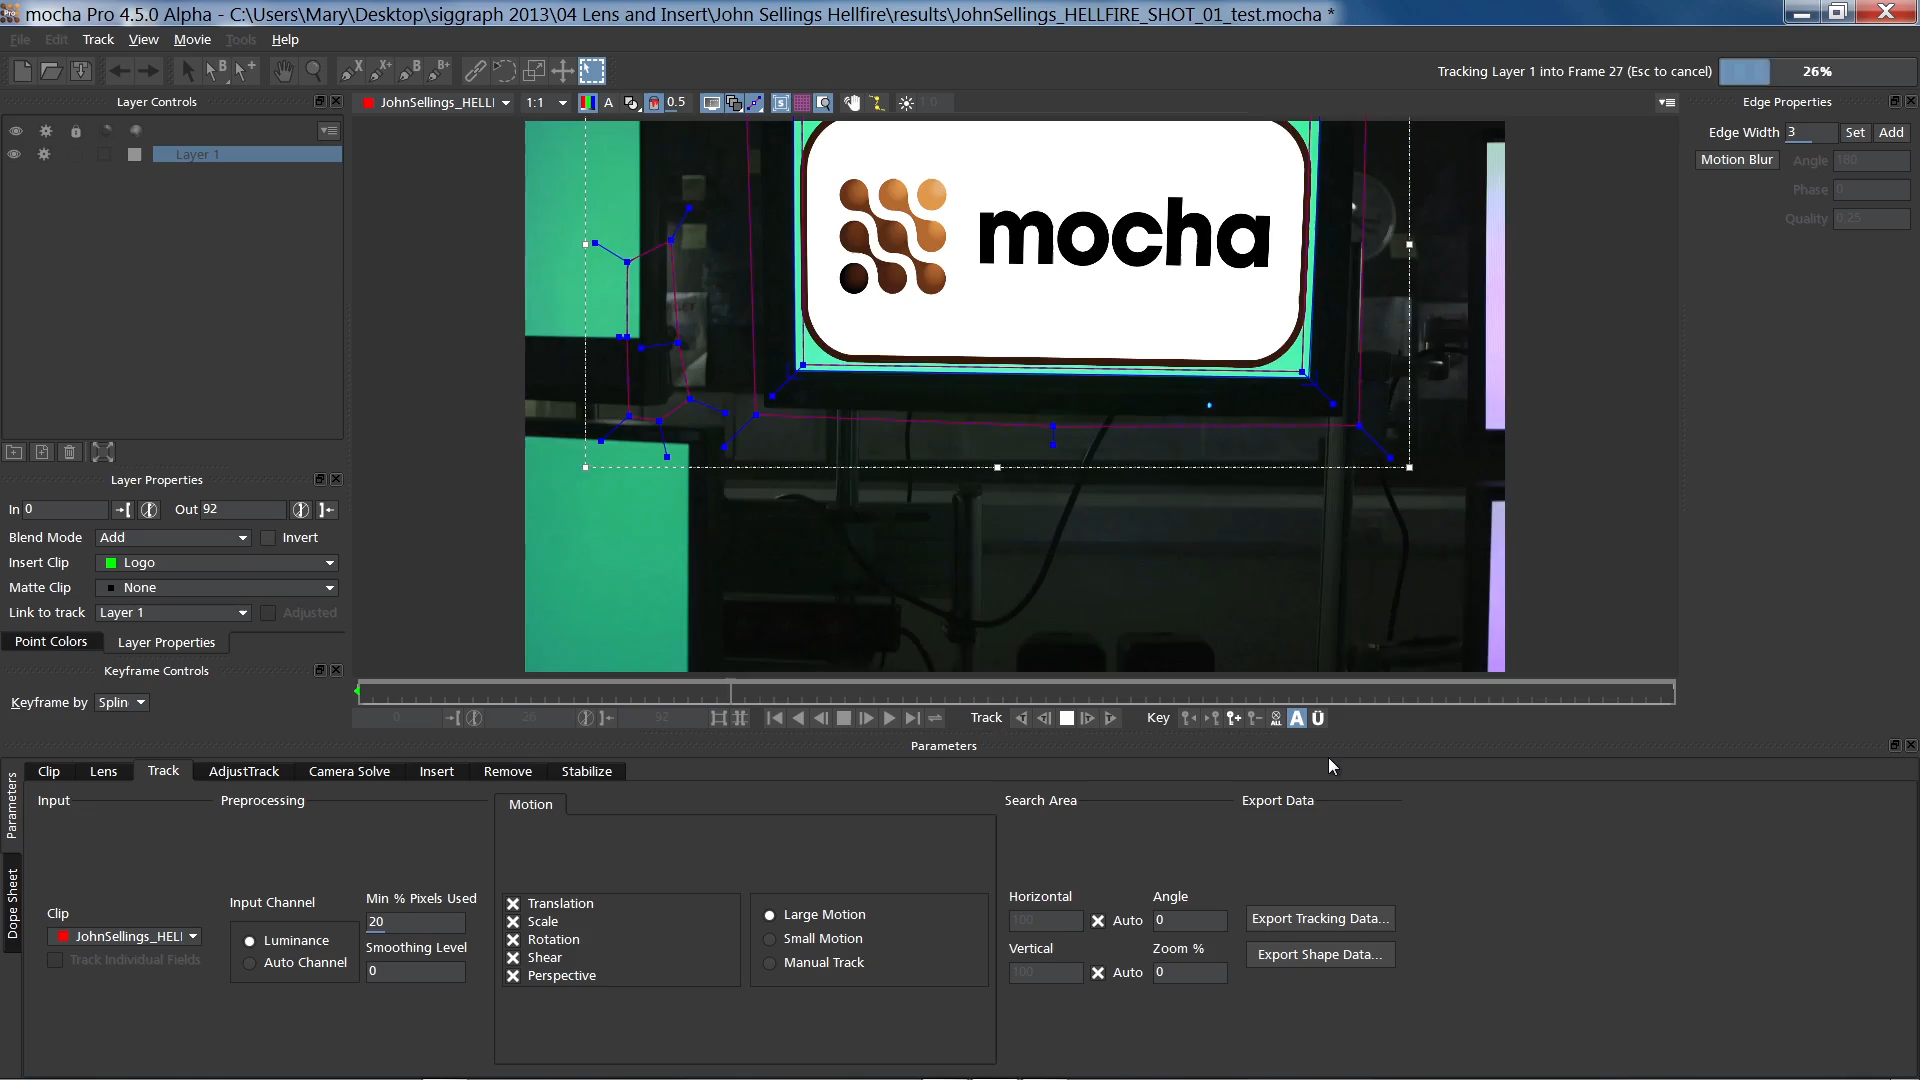 mocha Pro 4.5.0 Alpha - C:\Users\Mary\Desktop\siggraph 2013\04 Lens and Insert\John Sellings Hellfire\results\JohnSellings_HELLFIRE_SHOT_01_test.mocha *
File Edit Track View Movie Tools Help
Tracking Layer 1 into Frame 27 (Esc to cancel) 26%
Layer Controls
JohnSellings_HELLI 1:1 A 0.5 1.0
Edge Properties
Edge Width 3 Set Add
Motion Blur Angle 180
Phase 0
Quality 0.25
Layer 1
mocha
Layer Properties
In 0 Out 92
Blend Mode Add Invert
Insert Clip Logo
Matte Clip None
Link to track Layer 1 Adjusted
Point Colors Layer Properties
Keyframe Controls
Keyframe by Splin
0 26 92 Track Key ALL A Ü
Parameters
Parameters
Dope Sheet
Clip Lens Track AdjustTrack Camera Solve Insert Remove Stabilize
Input Preprocessing Motion Search Area Export Data
Clip
JohnSellings_HELI
Track Individual Fields
Input Channel
Luminance
Auto Channel
Min % Pixels Used
20
Smoothing Level
0
Translation
Scale
Rotation
Shear
Perspective
Large Motion
Small Motion
Manual Track
Horizontal Angle
100 Auto 0
Vertical Zoom %
100 Auto 0
Export Tracking Data...
Export Shape Data...